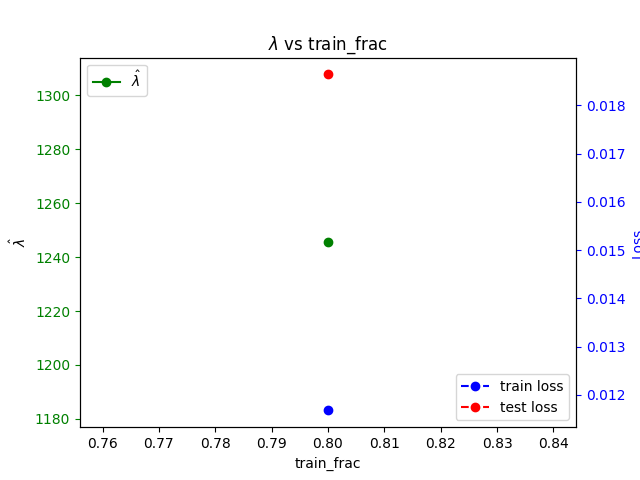 λ vs train_frac
λ̂
1300
1280
1260
1240
1220
1200
1180
λ̂
0.018
0.017
0.016
0.015
0.014
0.013
0.012
Loss
train loss
test loss
0.76 0.77 0.78 0.79 0.80 0.81 0.82 0.83 0.84
train_frac